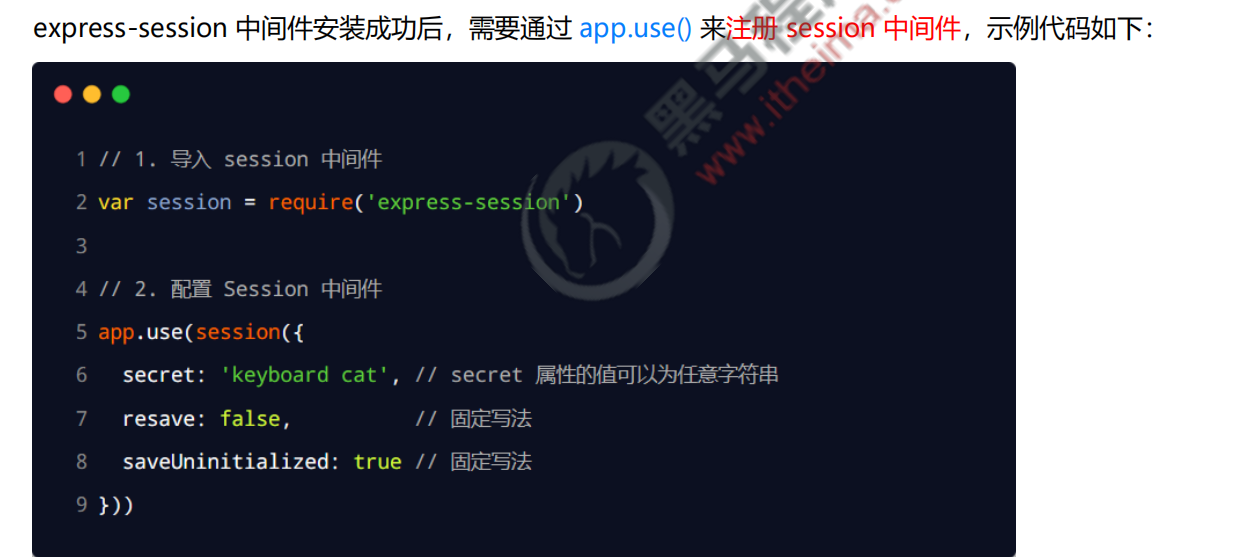 express-session 中间件安装成功后，需要通过 app.use() 来注册 session 中间件，示例代码如下：
黑马程
www.itheima.c
1 // 1. 导入 session 中间件
2 var session = require('express-session')
3
4 // 2. 配置 Session 中间件
5 app.use(session({
6 secret: 'keyboard cat', // secret 属性的值可以为任意字符串
7 resave: false, // 固定写法
8 saveUninitialized: true // 固定写法
9 }))